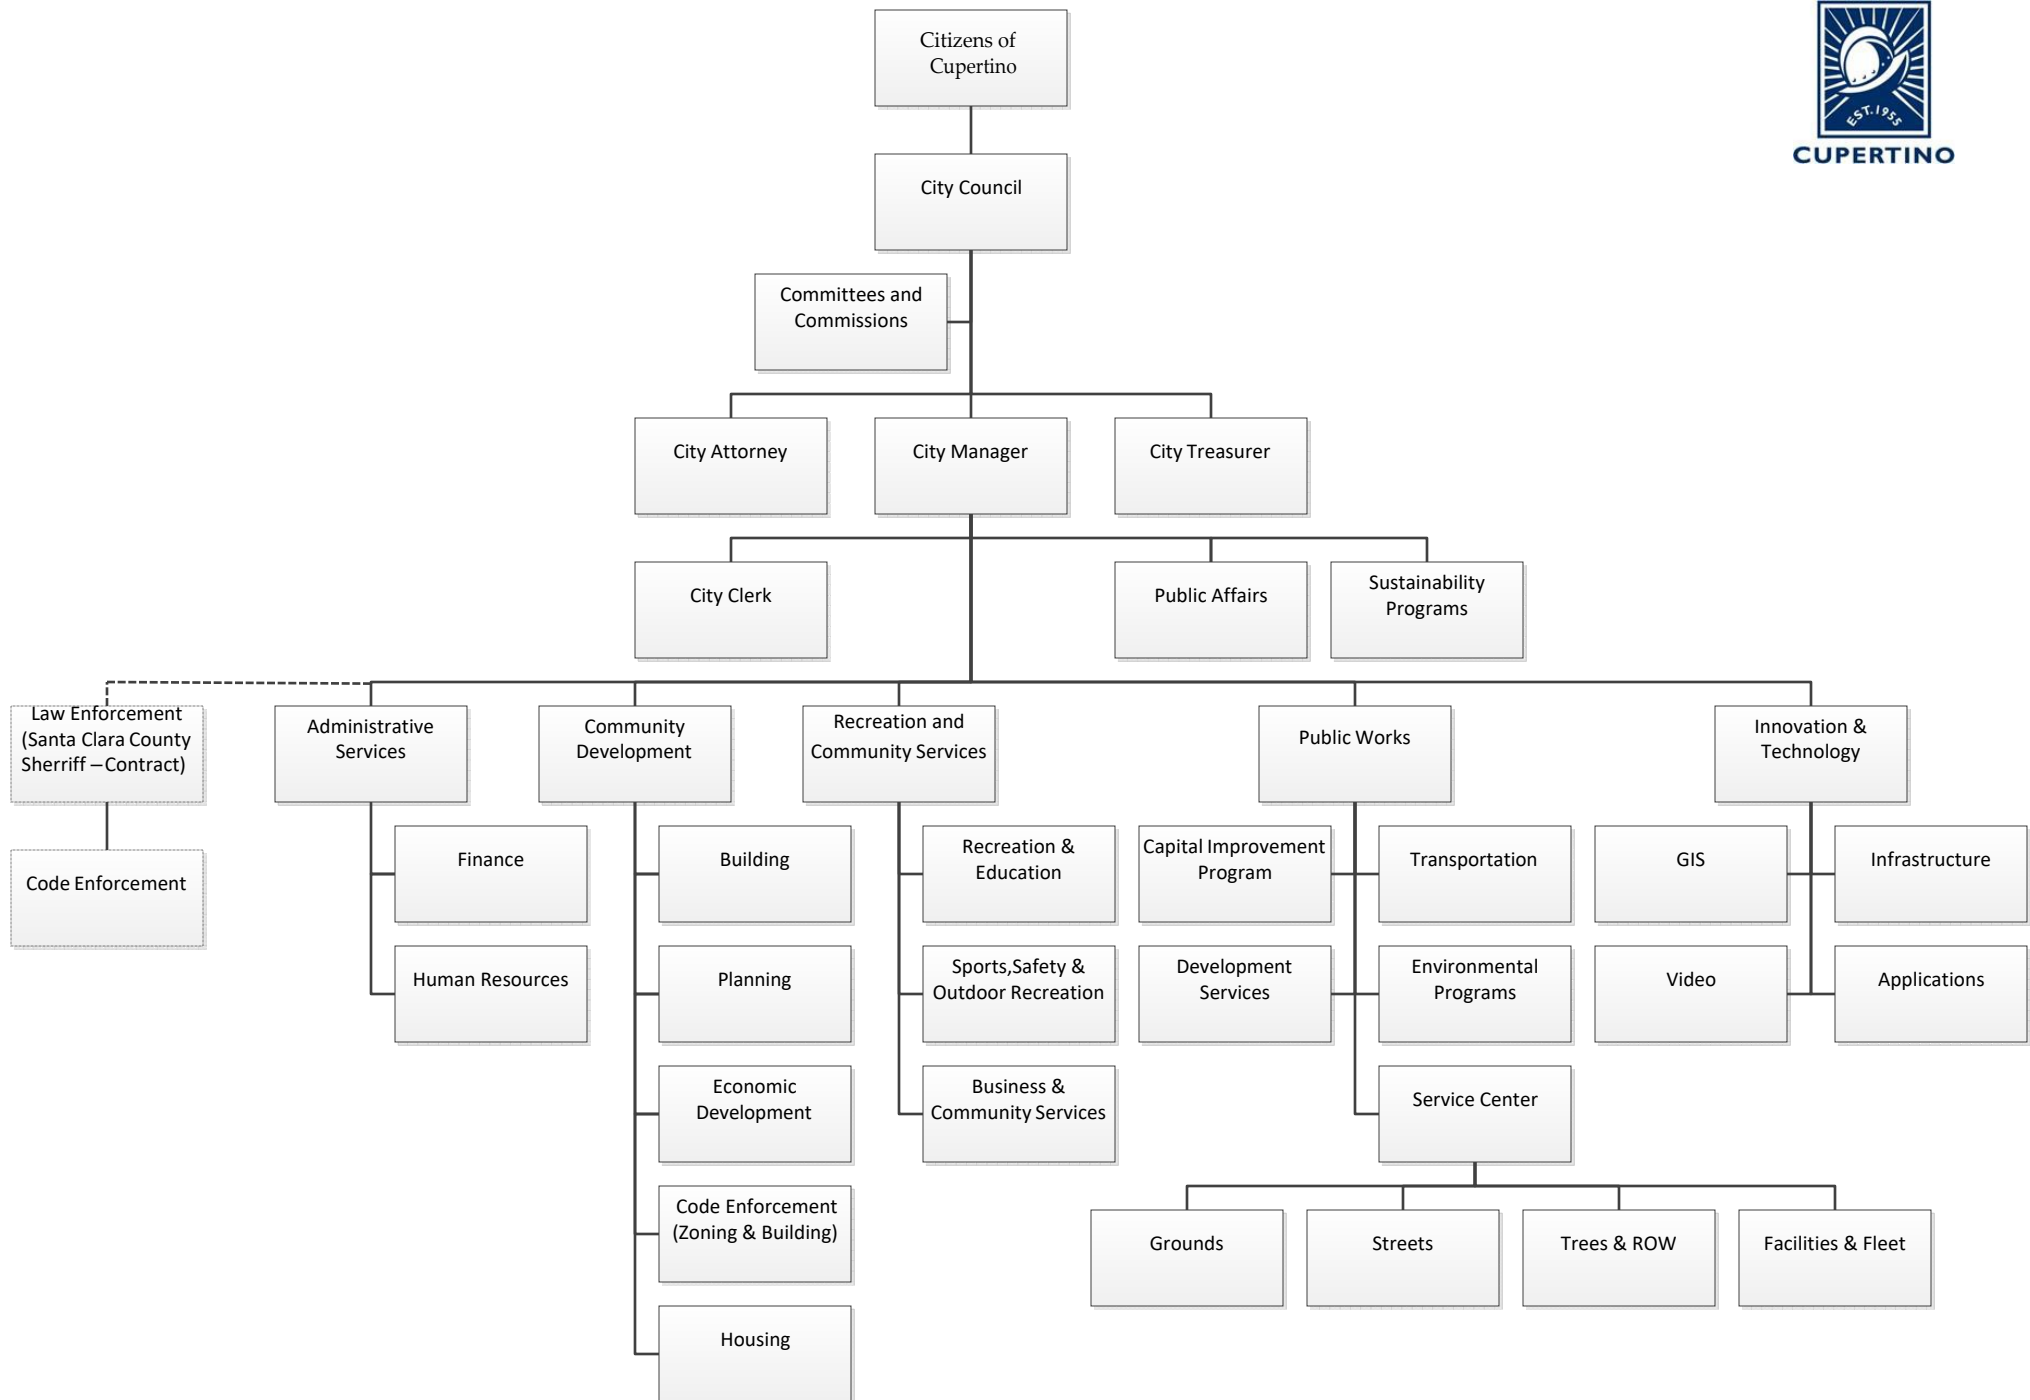 Citizens of
Cupertino
EST. 1955
CUPERTINO
City Council
Committees and
Commissions
City Attorney
City Manager
City Treasurer
City Clerk
Public Affairs
Sustainability
Programs
Law Enforcement
(Santa Clara County
Sherriff – Contract)
Administrative
Services
Community
Development
Recreation and
Community Services
Public Works
Innovation &
Technology
Code Enforcement
Finance
Building
Recreation &
Education
Capital Improvement
Program
Transportation
GIS
Infrastructure
Human Resources
Planning
Sports,Safety &
Outdoor Recreation
Development
Services
Environmental
Programs
Video
Applications
Economic
Development
Business &
Community Services
Service Center
Code Enforcement
(Zoning & Building)
Grounds
Streets
Trees & ROW
Facilities & Fleet
Housing